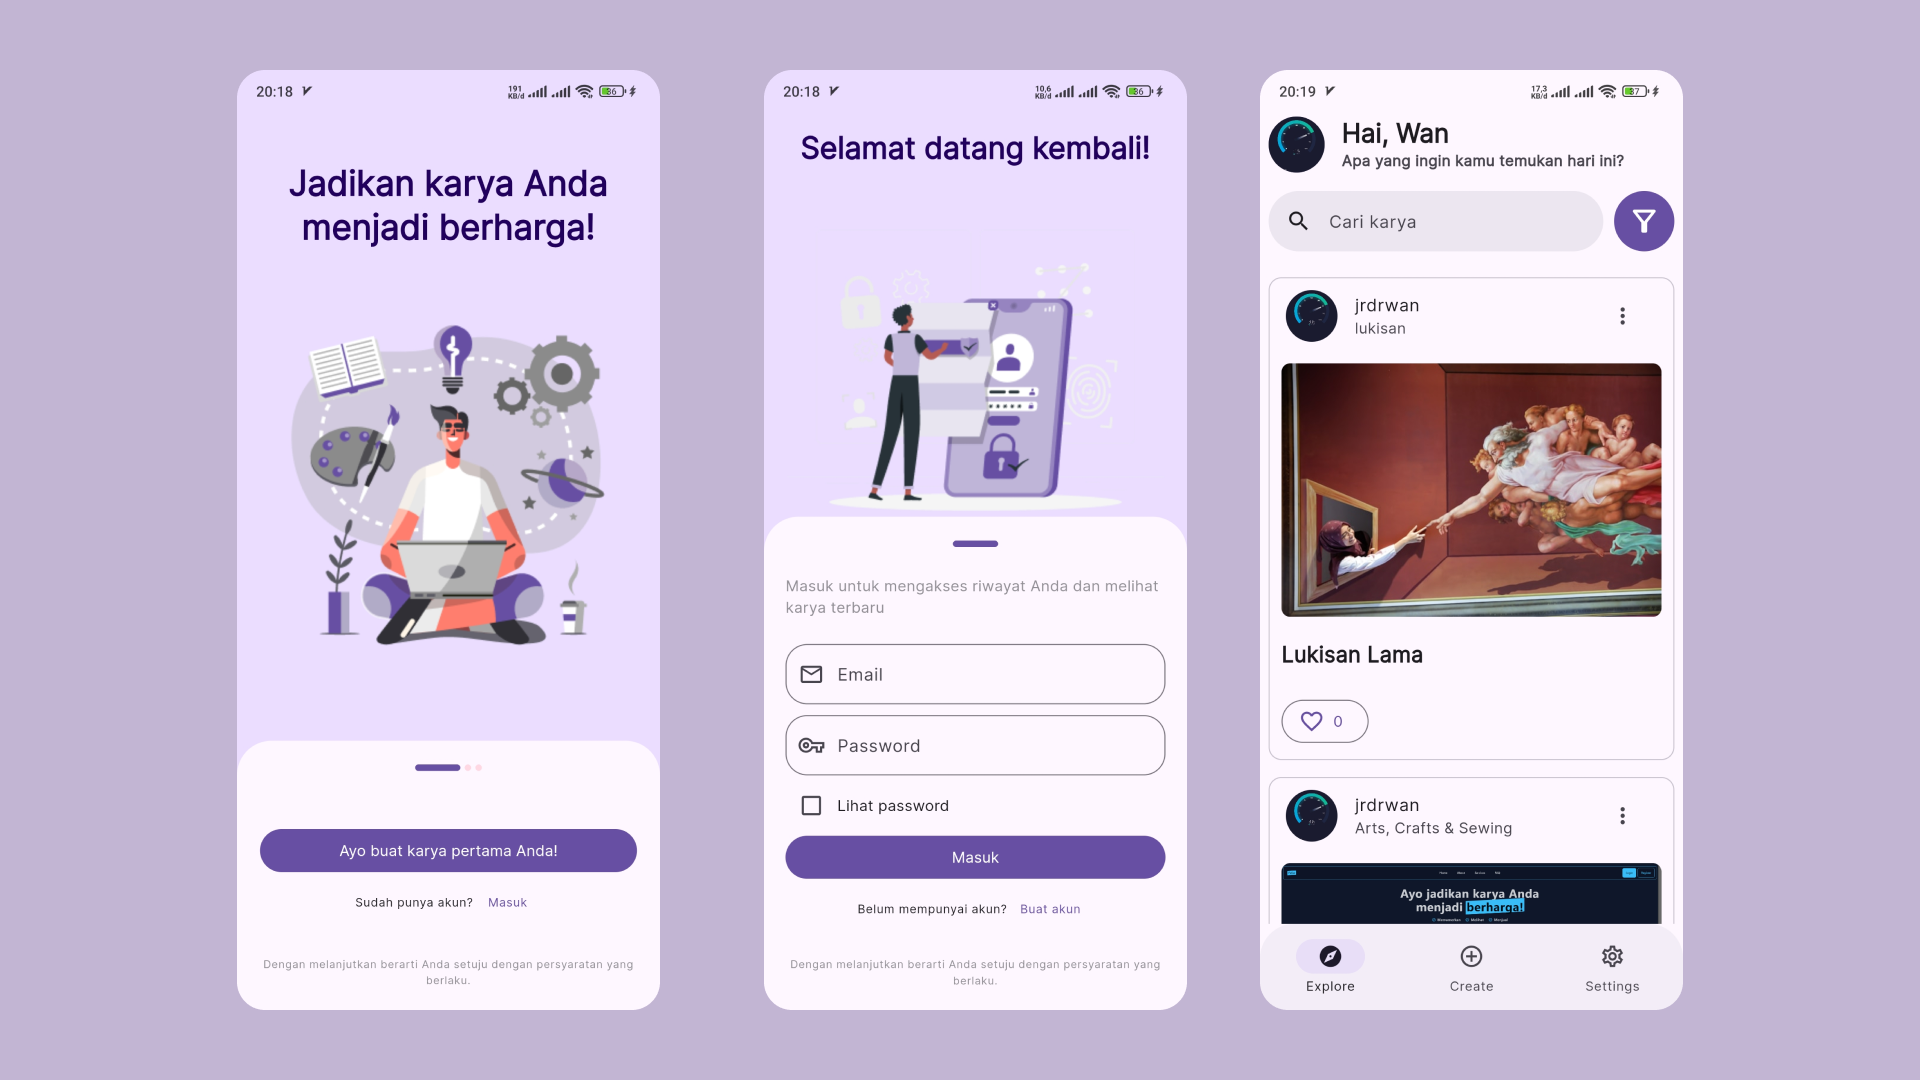 20:18
191
KB/d
36
Jadikan karya Anda
menjadi berharga!
Ayo buat karya pertama Anda!
Sudah punya akun? Masuk
Dengan melanjutkan berarti Anda setuju dengan persyaratan yang
berlaku.
20:18
10,6
KB/d
36
Selamat datang kembali!
Masuk untuk mengakses riwayat Anda dan melihat
karya terbaru
Email
Password
Lihat password
Masuk
Belum mempunyai akun? Buat akun
Dengan melanjutkan berarti Anda setuju dengan persyaratan yang
berlaku.
20:19
17,3
KB/d
37
Hai, Wan
Apa yang ingin kamu temukan hari ini?
Cari karya
jrdrwan
lukisan
Lukisan Lama
0
jrdrwan
Arts, Crafts & Sewing
Ayo jadikan karya Anda
menjadi berharga!
Explore
Create
Settings